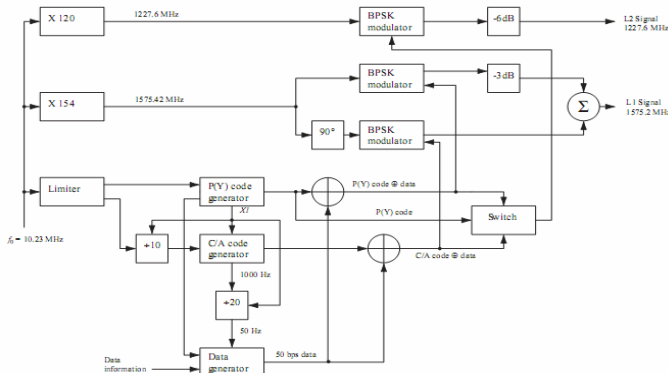 X 120
1227.6 MHz
BPSK
modulator
-6dB
L2 Signal
1227.6 MHz
X 154
1575.42 MHz
BPSK
modulator
-3dB
Σ
L1 Signal
1575.2 MHz
90°
BPSK
modulator
Limiter
P(Y) code
generator
P(Y) code ⊕ data
X1
P(Y) code
Switch
f₀ = 10.23 MHz
÷10
C/A code
generator
C/A code ⊕ data
1000 Hz
÷20
50 Hz
Data
information
Data
generator
50 bps data